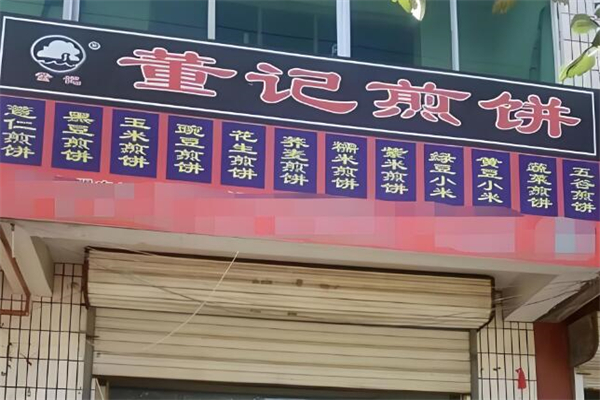 董记煎饼
®
薏仁煎饼
黑豆煎饼
玉米煎饼
豌豆煎饼
花生煎饼
荞麦煎饼
糯米煎饼
紫米煎饼
绿豆小米
黄豆小米
蔬菜煎饼
五谷煎饼